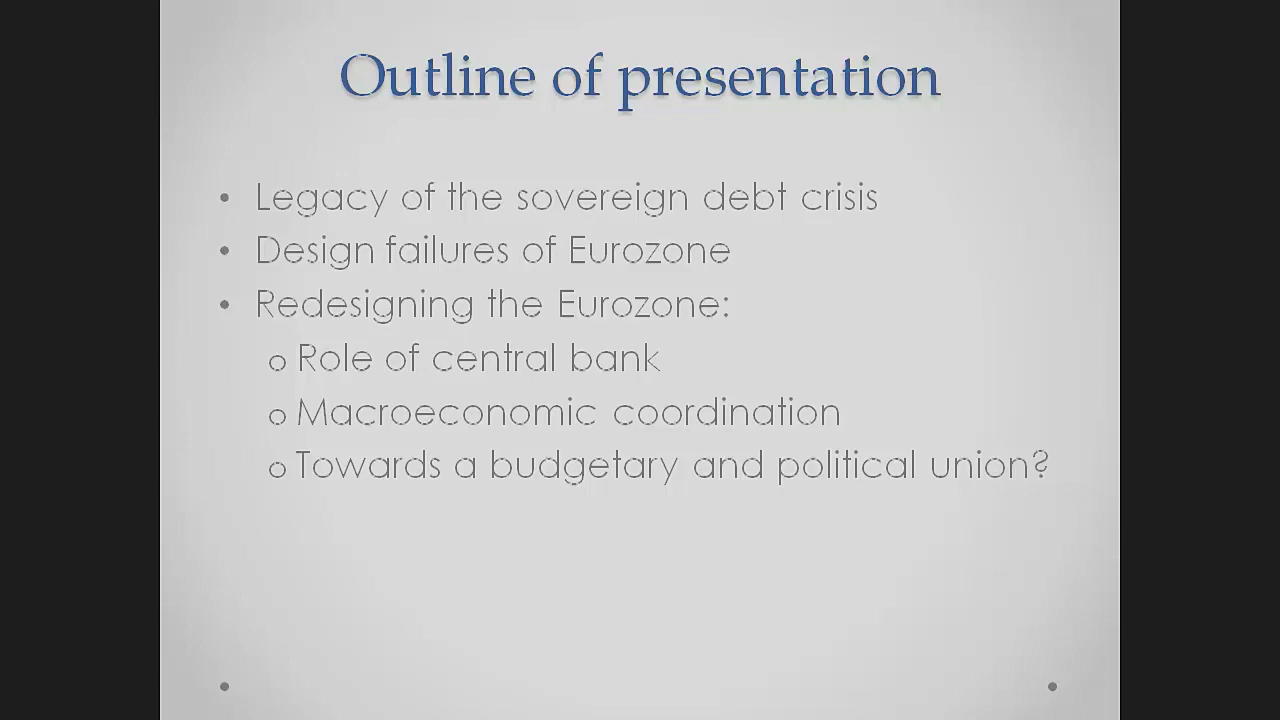 Outline of presentation
• Legacy of the sovereign debt crisis
• Design failures of Eurozone
• Redesigning the Eurozone:
o Role of central bank
o Macroeconomic coordination
o Towards a budgetary and political union?